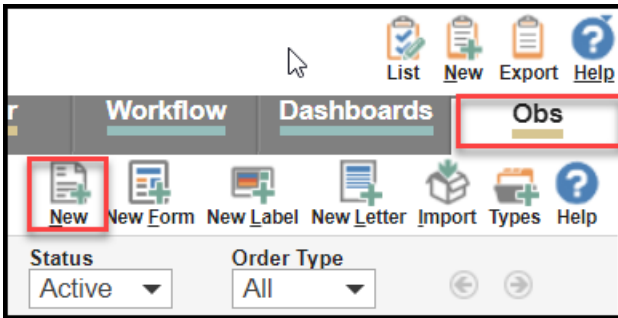 List New Export Help
r Workflow Dashboards Obs
New New Form New Label New Letter Import Types Help
Status Order Type
Active All